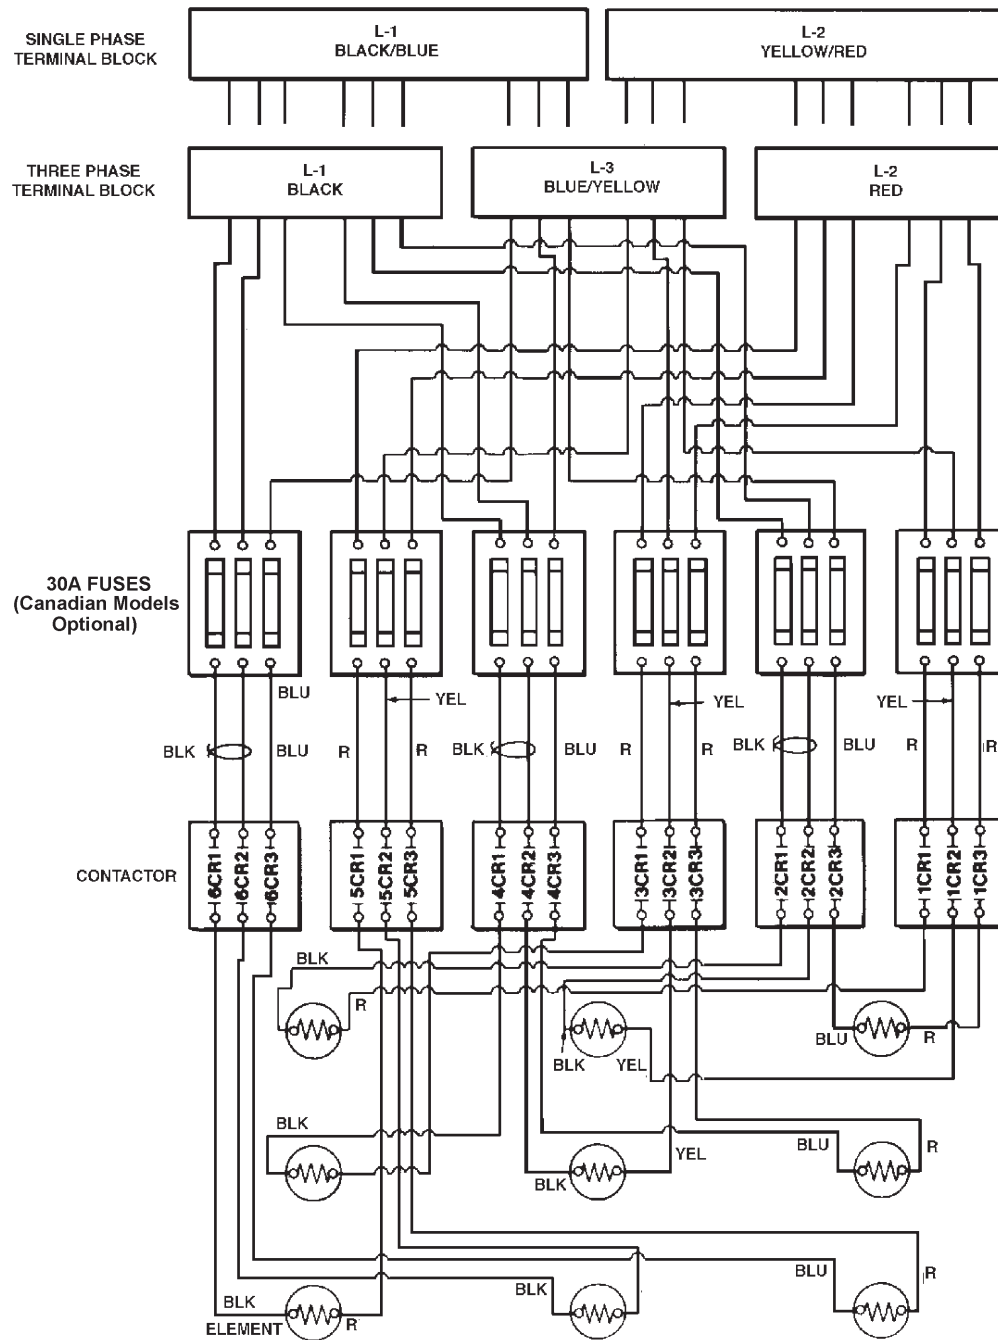 SINGLE PHASE
TERMINAL BLOCK
L-1
BLACK/BLUE
L-2
YELLOW/RED
THREE PHASE
TERMINAL BLOCK
L-1
BLACK
L-3
BLUE/YELLOW
L-2
RED
30A FUSES
(Canadian Models
Optional)
BLU
YEL
YEL
YEL
BLK
BLU
R
R
BLK
BLU
R
R
BLK
BLU
R
R
CONTACTOR
6CR1
6CR2
6CR3
5CR1
5CR2
5CR3
4CR1
4CR2
4CR3
3CR1
3CR2
3CR3
2CR1
2CR2
2CR3
1CR1
1CR2
1CR3
BLK
R
BLK
YEL
BLU
R
BLK
BLK
YEL
BLU
R
BLK
R
BLK
BLU
R
ELEMENT